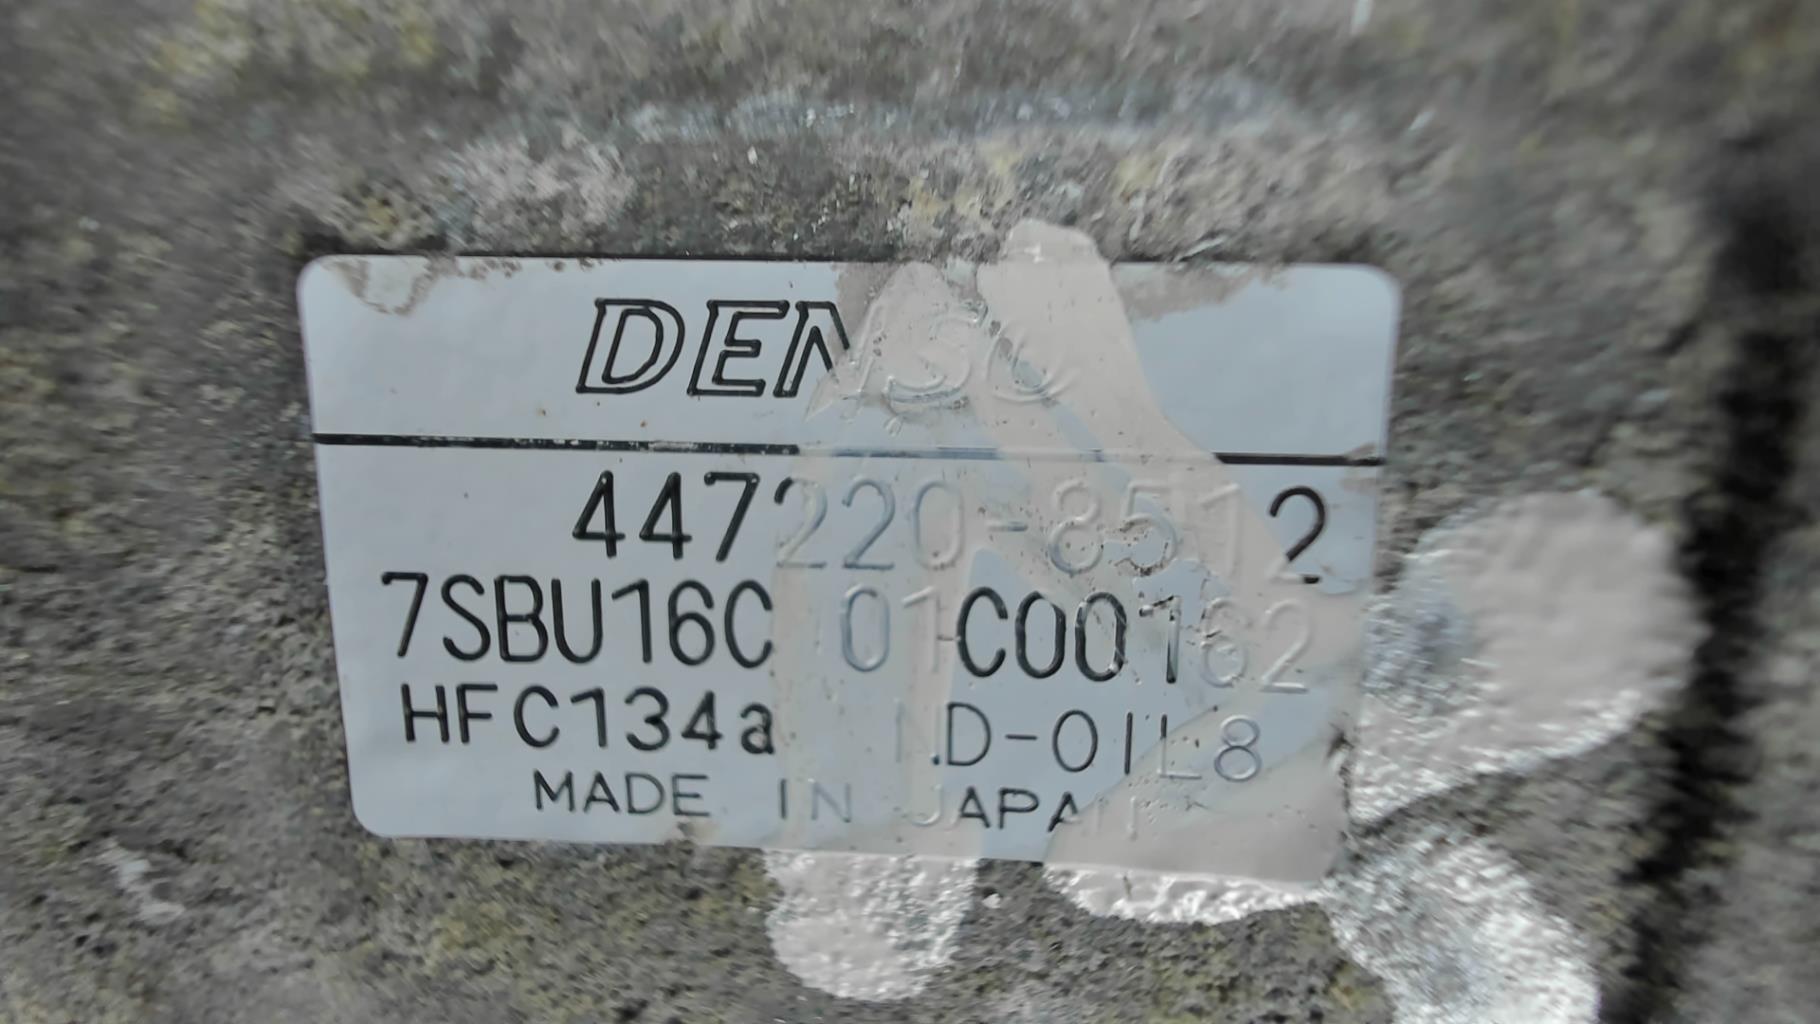 DENSO
447220-8512
7SBU16C 01C00162
HFC134a ND-OIL8
MADE IN JAPAN